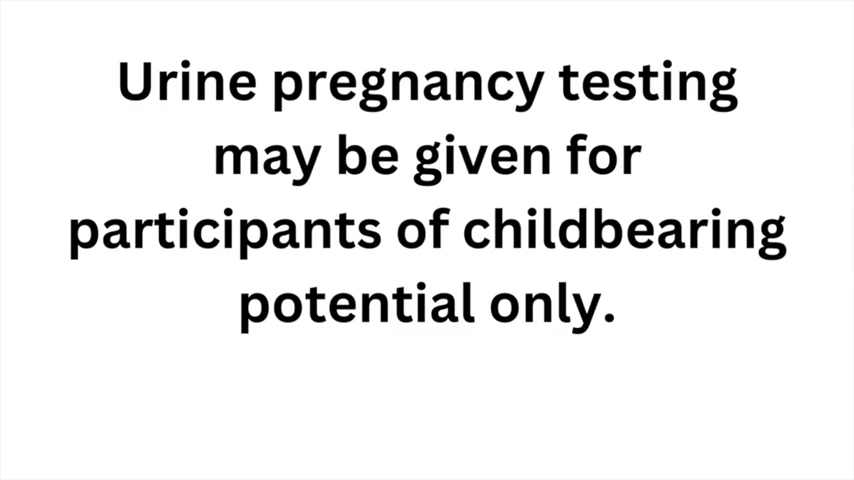 Urine pregnancy testing
may be given for
participants of childbearing
potential only.